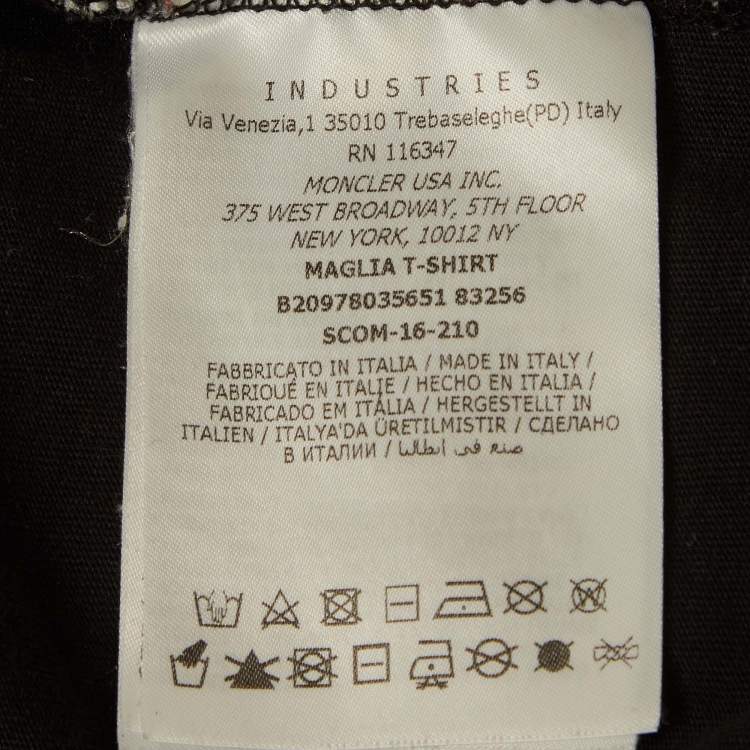 INDUSTRIES
Via Venezia,1 35010 Trebaseleghe(PD) Italy
RN 116347
MONCLER USA INC.
375 WEST BROADWAY, 5TH FLOOR
NEW YORK, 10012 NY
MAGLIA T-SHIRT
B20978035651 83256
SCOM-16-210
FABBRICATO IN ITALIA / MADE IN ITALY /
FABRIQUÉ EN ITALIE / HECHO EN ITALIA /
FABRICADO EM ITÁLIA / HERGESTELLT IN
ITALIEN / ITALYA'DA ÜRETILMISTIR / СДЕЛАНО
В ИТАЛИИ / صنع في ايطاليا